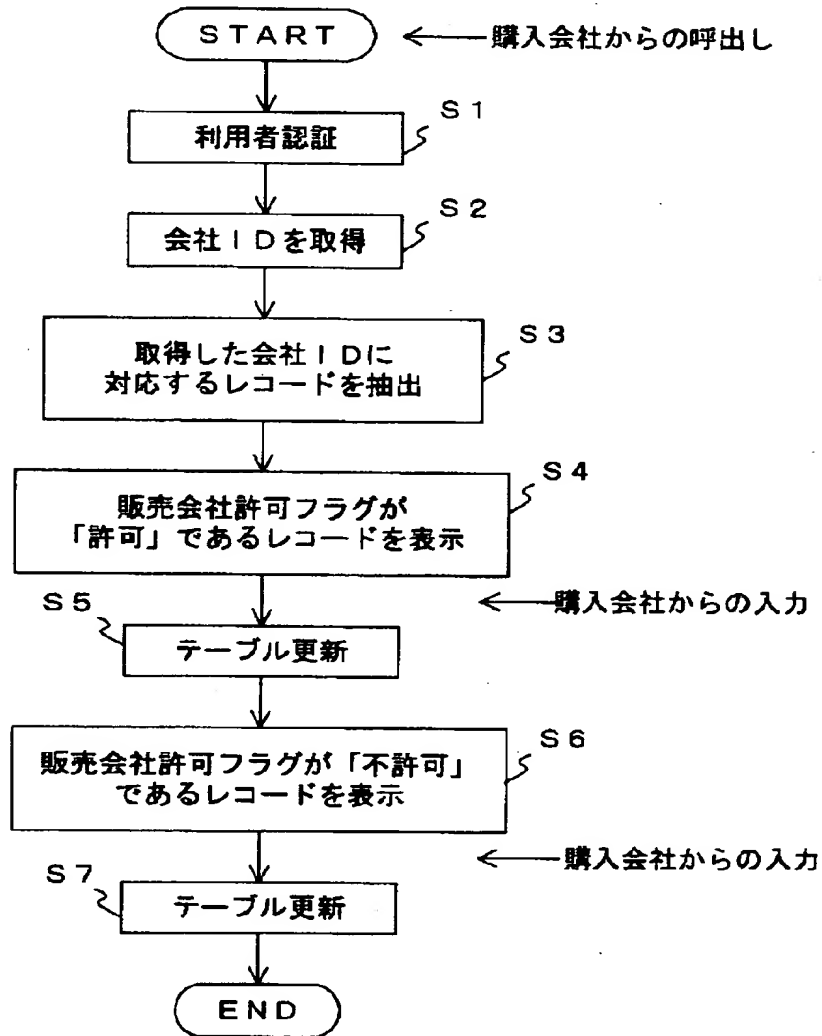 START
←購入会社からの呼出し
S1
利用者認証
S2
会社IDを取得
S3
取得した会社IDに
対応するレコードを抽出
S4
販売会社許可フラグが
「許可」であるレコードを表示
←購入会社からの入力
S5
テーブル更新
S6
販売会社許可フラグが「不許可」
であるレコードを表示
←購入会社からの入力
S7
テーブル更新
END